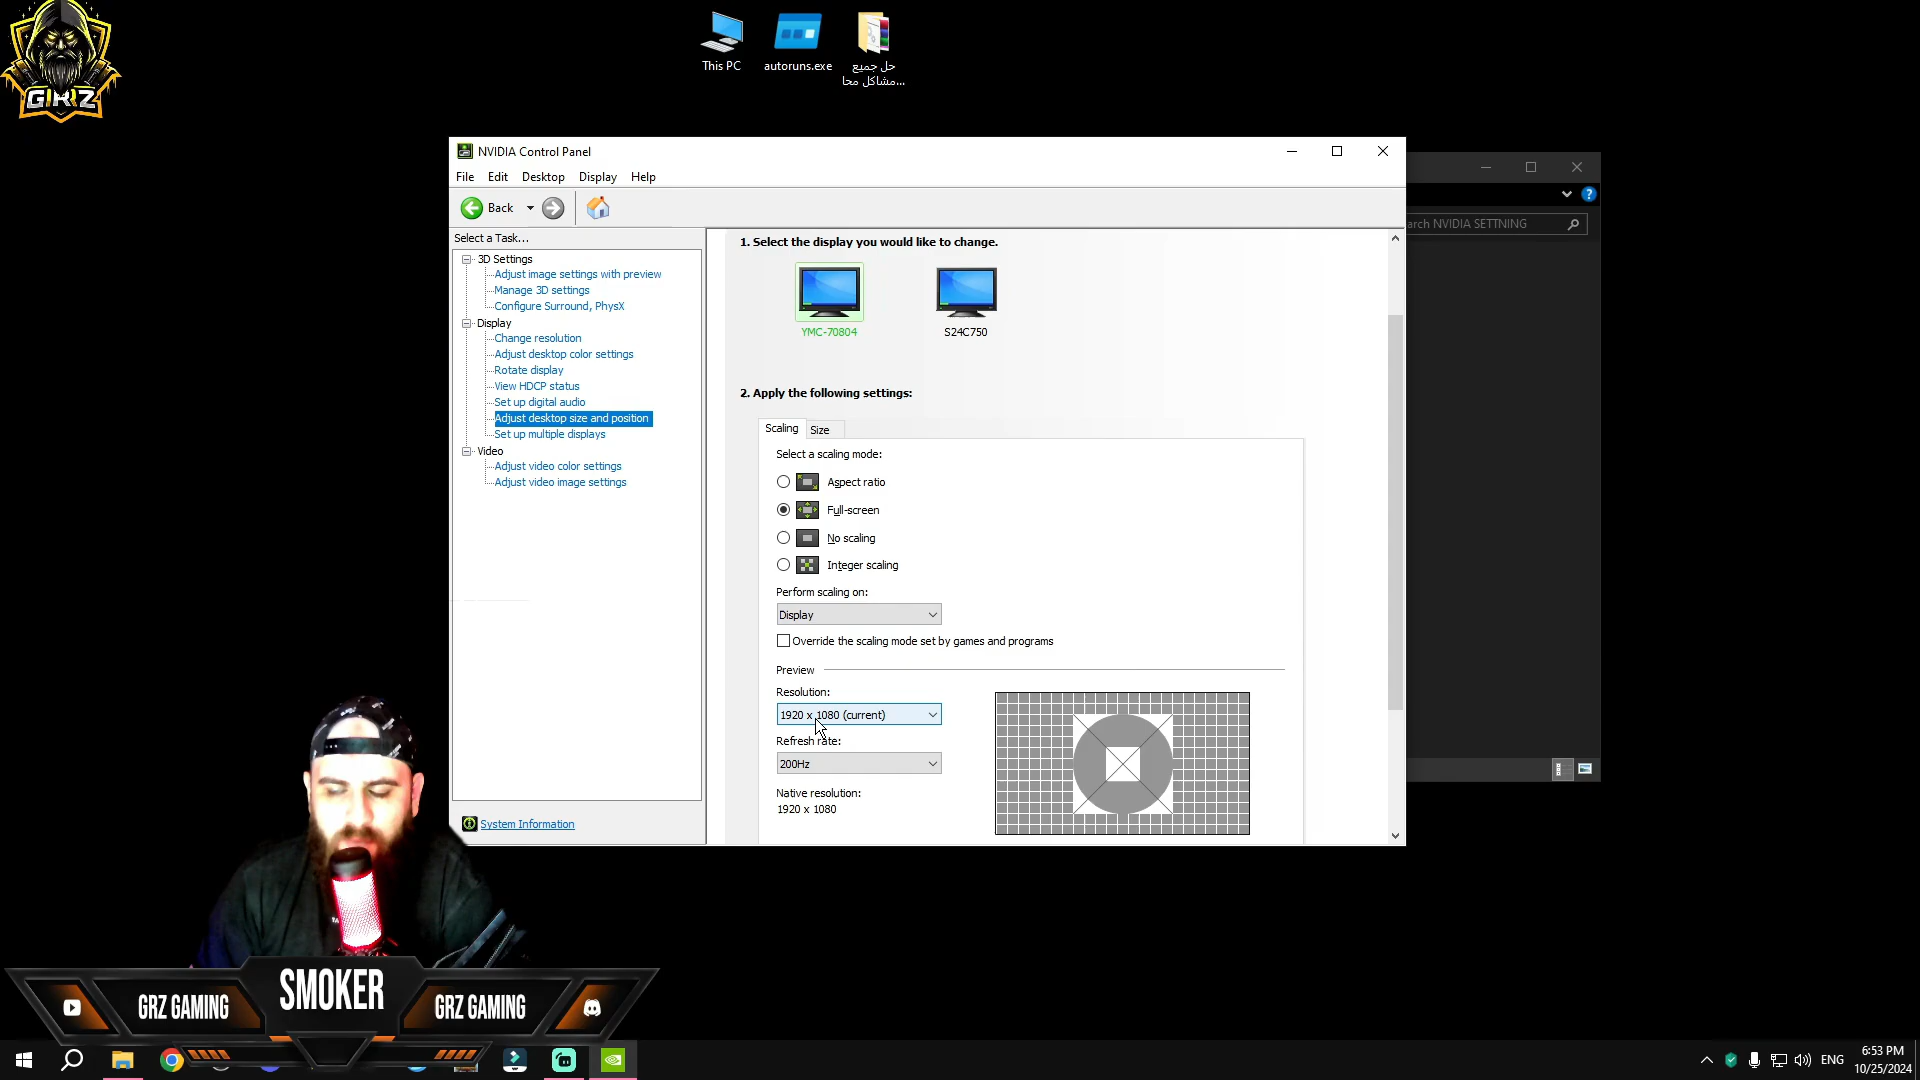 GRZ
This PC
autoruns.exe
حل جميع
مشاكل محا...
NVIDIA Control Panel
File Edit Desktop Display Help
Back
arch NVIDIA SETTNING
Select a Task...
3D Settings
Adjust image settings with preview
Manage 3D settings
Configure Surround, PhysX
Display
Change resolution
Adjust desktop color settings
Rotate display
View HDCP status
Set up digital audio
Adjust desktop size and position
Set up multiple displays
Video
Adjust video color settings
Adjust video image settings
System Information
1. Select the display you would like to change.
YMC-70804
S24C750
2. Apply the following settings:
Scaling
Size
Select a scaling mode:
Aspect ratio
Full-screen
No scaling
Integer scaling
Perform scaling on:
Display
Override the scaling mode set by games and programs
Preview
Resolution:
1920 x 1080 (current)
Refresh rate:
200Hz
Native resolution:
1920 x 1080
GRZ GAMING
SMOKER
GRZ GAMING
ENG
6:53 PM
10/25/2024